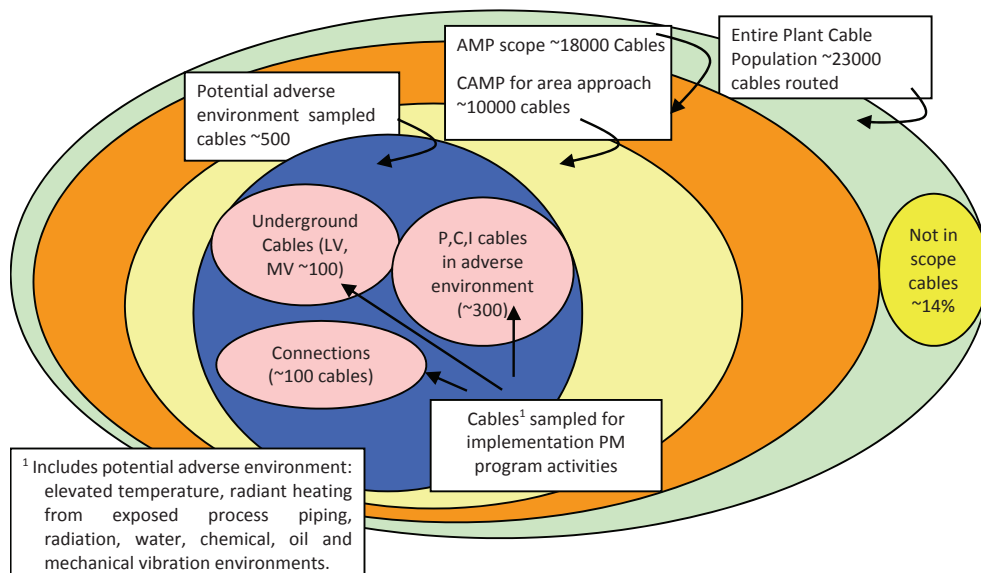 AMP scope ~18000 Cables
CAMP for area approach
~10000 cables
Entire Plant Cable
Population ~23000
cables routed
Potential adverse
environment  sampled
cables ~500
Underground
Cables (LV,
MV ~100)
P,C,I cables
in adverse
environment
(~300)
Not in
scope
cables
~14%
Connections
(~100 cables)
Cables¹ sampled for
implementation PM
program activities
¹ Includes potential adverse environment:
elevated temperature, radiant heating
from exposed process piping,
radiation, water, chemical, oil and
mechanical vibration environments.